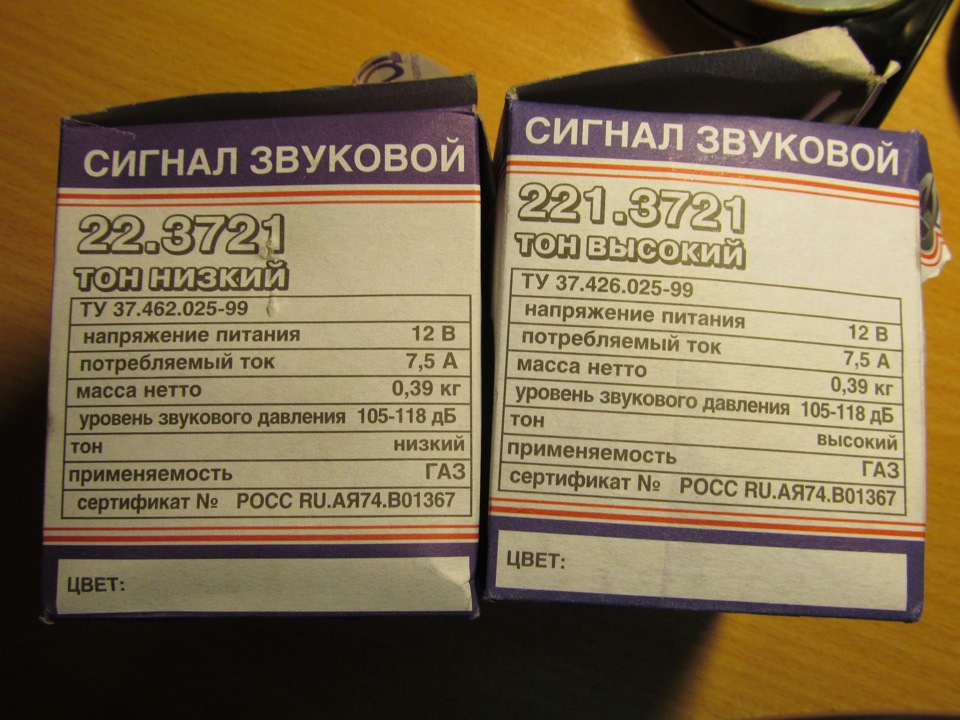 СИГНАЛ ЗВУКОВОЙ
22.3721
ТОН НИЗКИЙ
ТУ 37.462.025-99
напряжение питания 12 В
потребляемый ток 7,5 А
масса нетто 0,39 кг
уровень звукового давления 105-118 дБ
тон низкий
применяемость ГАЗ
сертификат № РОСС RU.АЯ74.В01367
ЦВЕТ:
СИГНАЛ ЗВУКОВОЙ
221.3721
ТОН ВЫСОКИЙ
ТУ 37.426.025-99
напряжение питания 12 В
потребляемый ток 7,5 А
масса нетто 0,39 кг
уровень звукового давления 105-118 дБ
тон высокий
применяемость ГАЗ
сертификат № РОСС RU.АЯ74.В01367
ЦВЕТ: